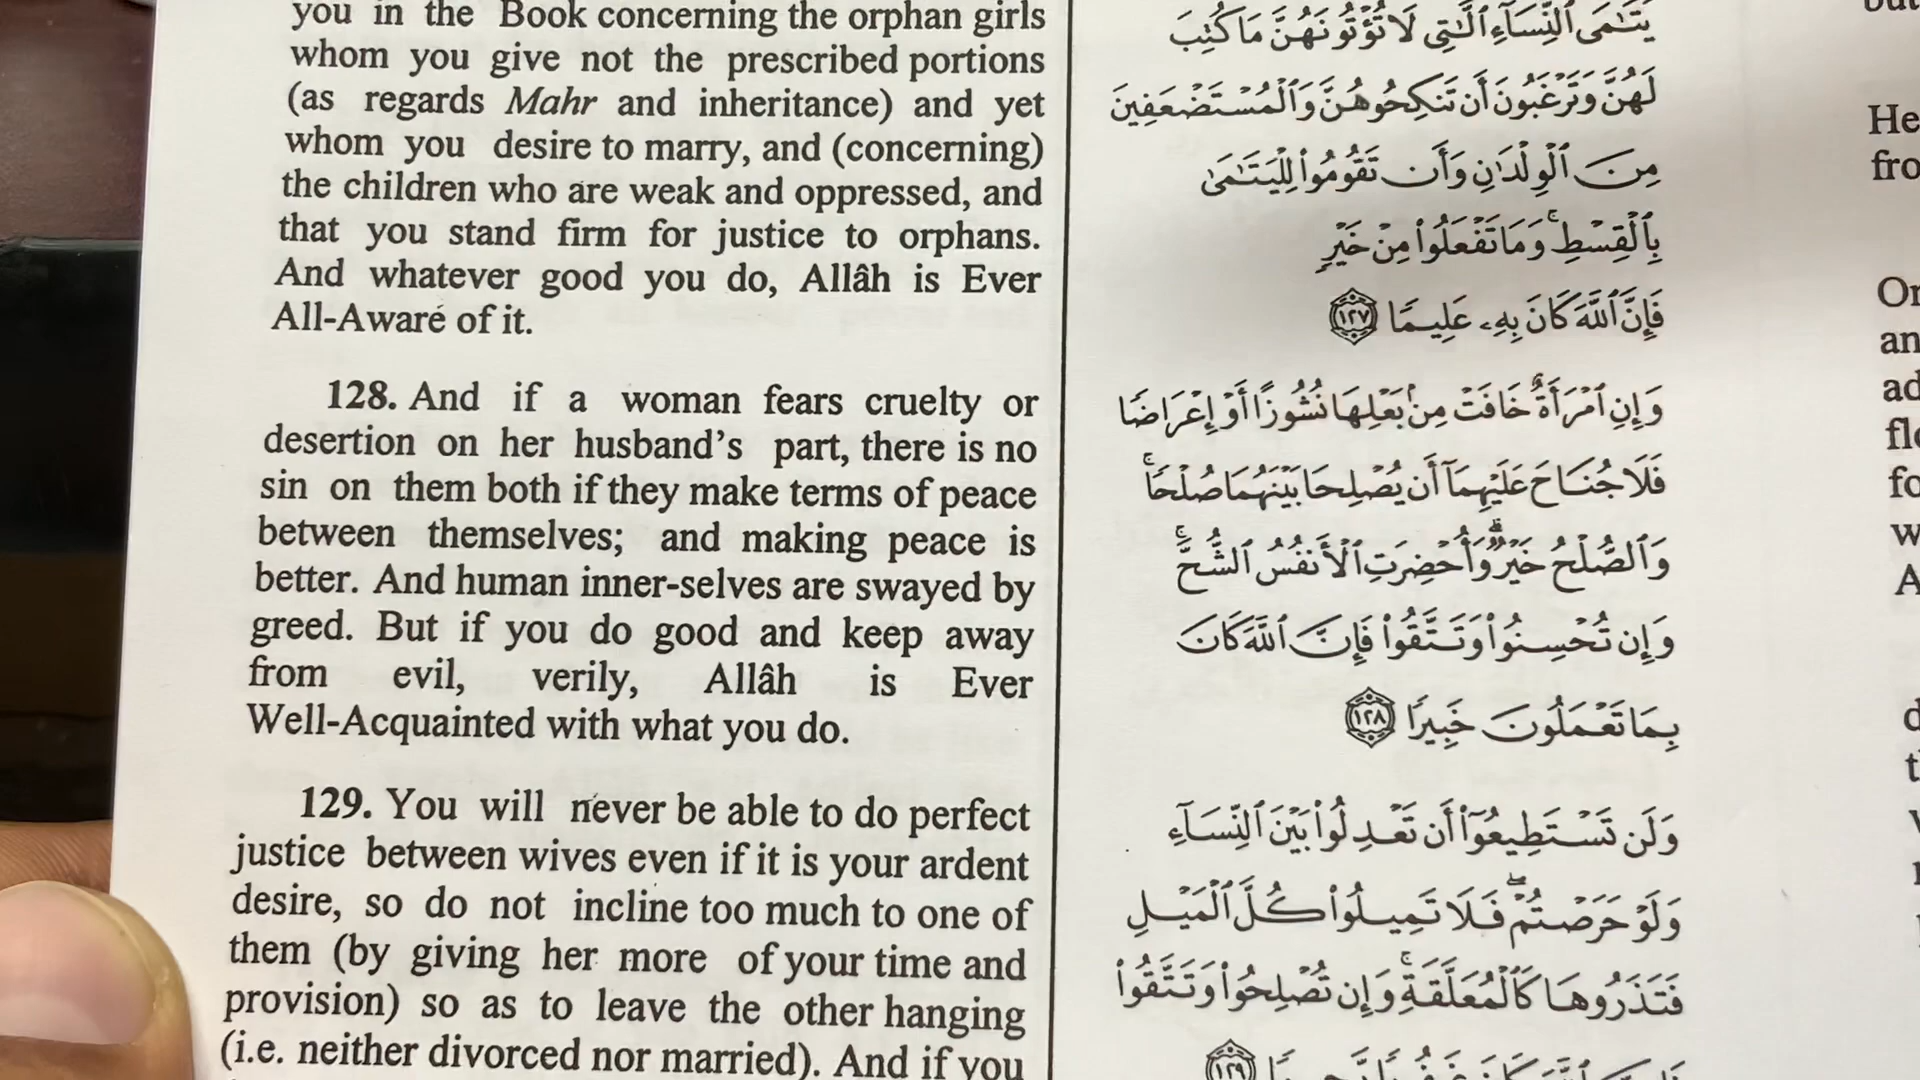 you in the Book concerning the orphan girls
whom you give not the prescribed portions
(as regards Mahr and inheritance) and yet
whom you desire to marry, and (concerning)
the children who are weak and oppressed, and
that you stand firm for justice to orphans.
And whatever good you do, Allâh is Ever
All-Aware of it.
128. And if a woman fears cruelty or
desertion on her husband’s part, there is no
sin on them both if they make terms of peace
between themselves; and making peace is
better. And human inner-selves are swayed by
greed. But if you do good and keep away
from evil, verily, Allâh is Ever
Well-Acquainted with what you do.
129. You will never be able to do perfect
justice between wives even if it is your ardent
desire, so do not incline too much to one of
them (by giving her more of your time and
provision) so as to leave the other hanging
(i.e. neither divorced nor married). And if you
يَتَـٰمَى ٱلنِّسَآءِ ٱلَّـٰتِى لَا تُؤْتُونَهُنَّ مَا كُتِبَ
لَهُنَّ وَتَرْغَبُونَ أَن تَنكِحُوهُنَّ وَٱلْمُسْتَضْعَفِينَ
مِنَ ٱلْوِلْدَٰنِ وَأَن تَقُومُوا۟ لِلْيَتَـٰمَىٰ
بِٱلْقِسْطِ ۚ وَمَا تَفْعَلُوا۟ مِنْ خَيْرٍ
فَإِنَّ ٱللَّهَ كَانَ بِهِۦ عَلِيمًا ١٢٧
وَإِنِ ٱمْرَأَةٌ خَافَتْ مِنۢ بَعْلِهَا نُشُوزًا أَوْ إِعْرَاضًا
فَلَا جُنَاحَ عَلَيْهِمَآ أَن يُصْلِحَا بَيْنَهُمَا صُلْحًا ۚ
وَٱلصُّلْحُ خَيْرٌ ۗ وَأُحْضِرَتِ ٱلْأَنفُسُ ٱلشُّحَّ ۚ
وَإِن تُحْسِنُوا۟ وَتَتَّقُوا۟ فَإِنَّ ٱللَّهَ كَانَ
بِمَا تَعْمَلُونَ خَبِيرًا ١٢٨
وَلَن تَسْتَطِيعُوٓا۟ أَن تَعْدِلُوا۟ بَيْنَ ٱلنِّسَآءِ
وَلَوْ حَرَصْتُمْ ۖ فَلَا تَمِيلُوا۟ كُلَّ ٱلْمَيْلِ
فَتَذَرُوهَا كَٱلْمُعَلَّقَةِ ۚ وَإِن تُصْلِحُوا۟ وَتَتَّقُوا۟
١٢٩
He